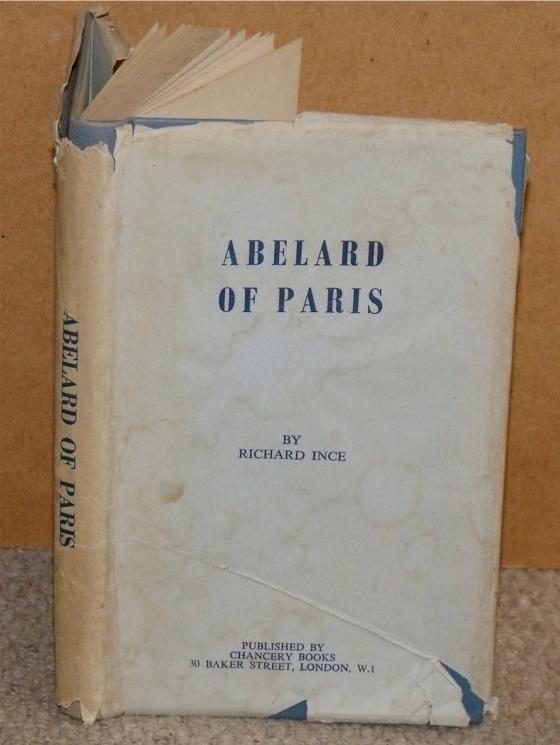 ABELARD
OF PARIS
BY
RICHARD INCE
PUBLISHED BY
CHANCERY BOOKS
30 BAKER STREET, LONDON, W.1
ABELARD OF PARIS